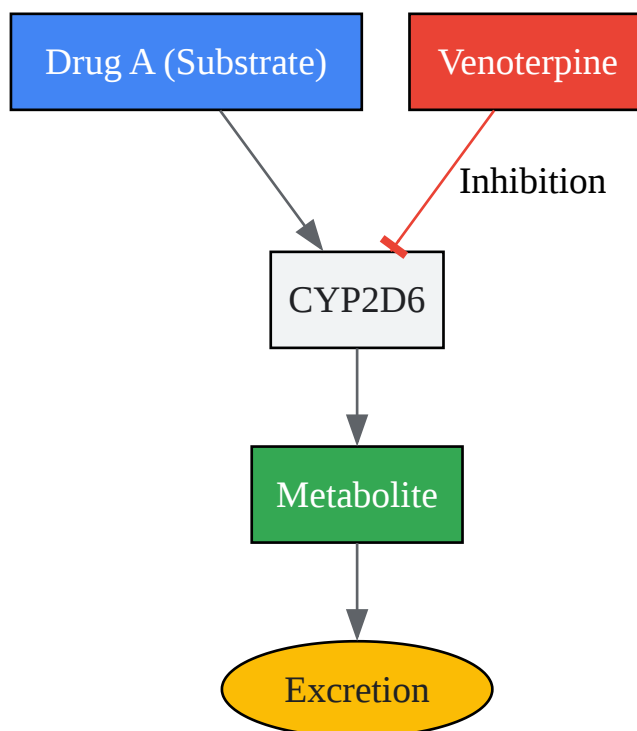 Drug A (Substrate)
Venoterpine
Inhibition
CYP2D6
Metabolite
Excretion